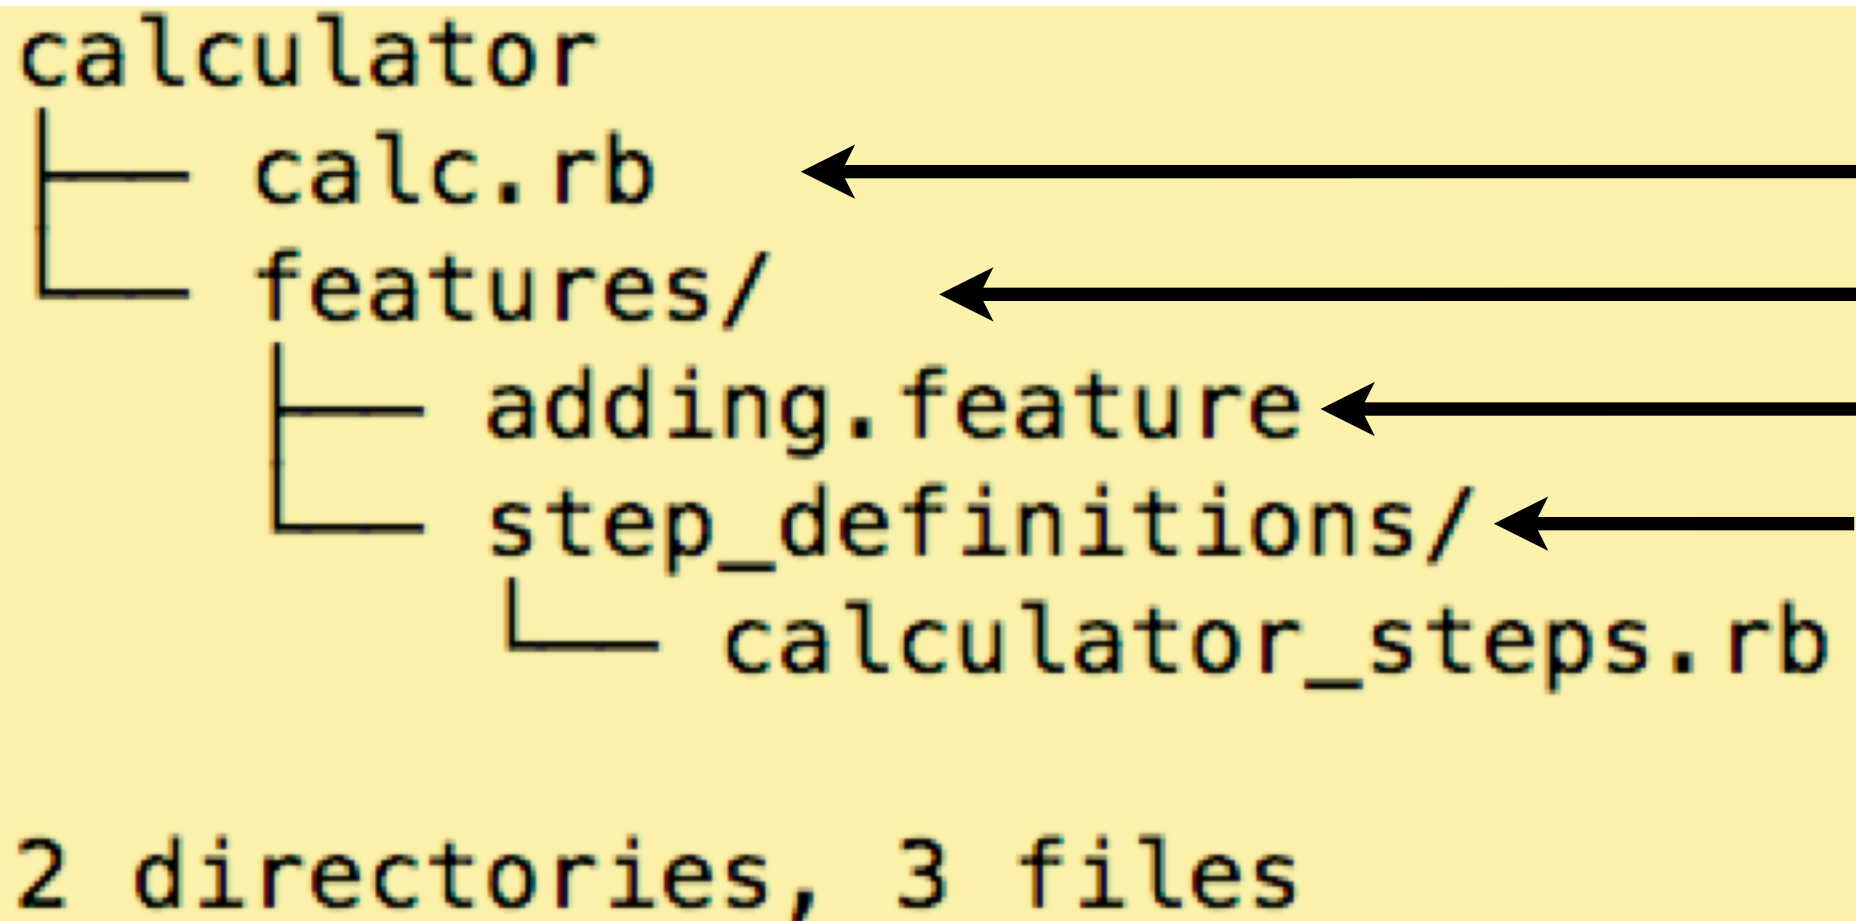 calculator
├── calc.rb
└── features/
    ├── adding.feature
    └── step_definitions/
        └── calculator_steps.rb
2 directories, 3 files